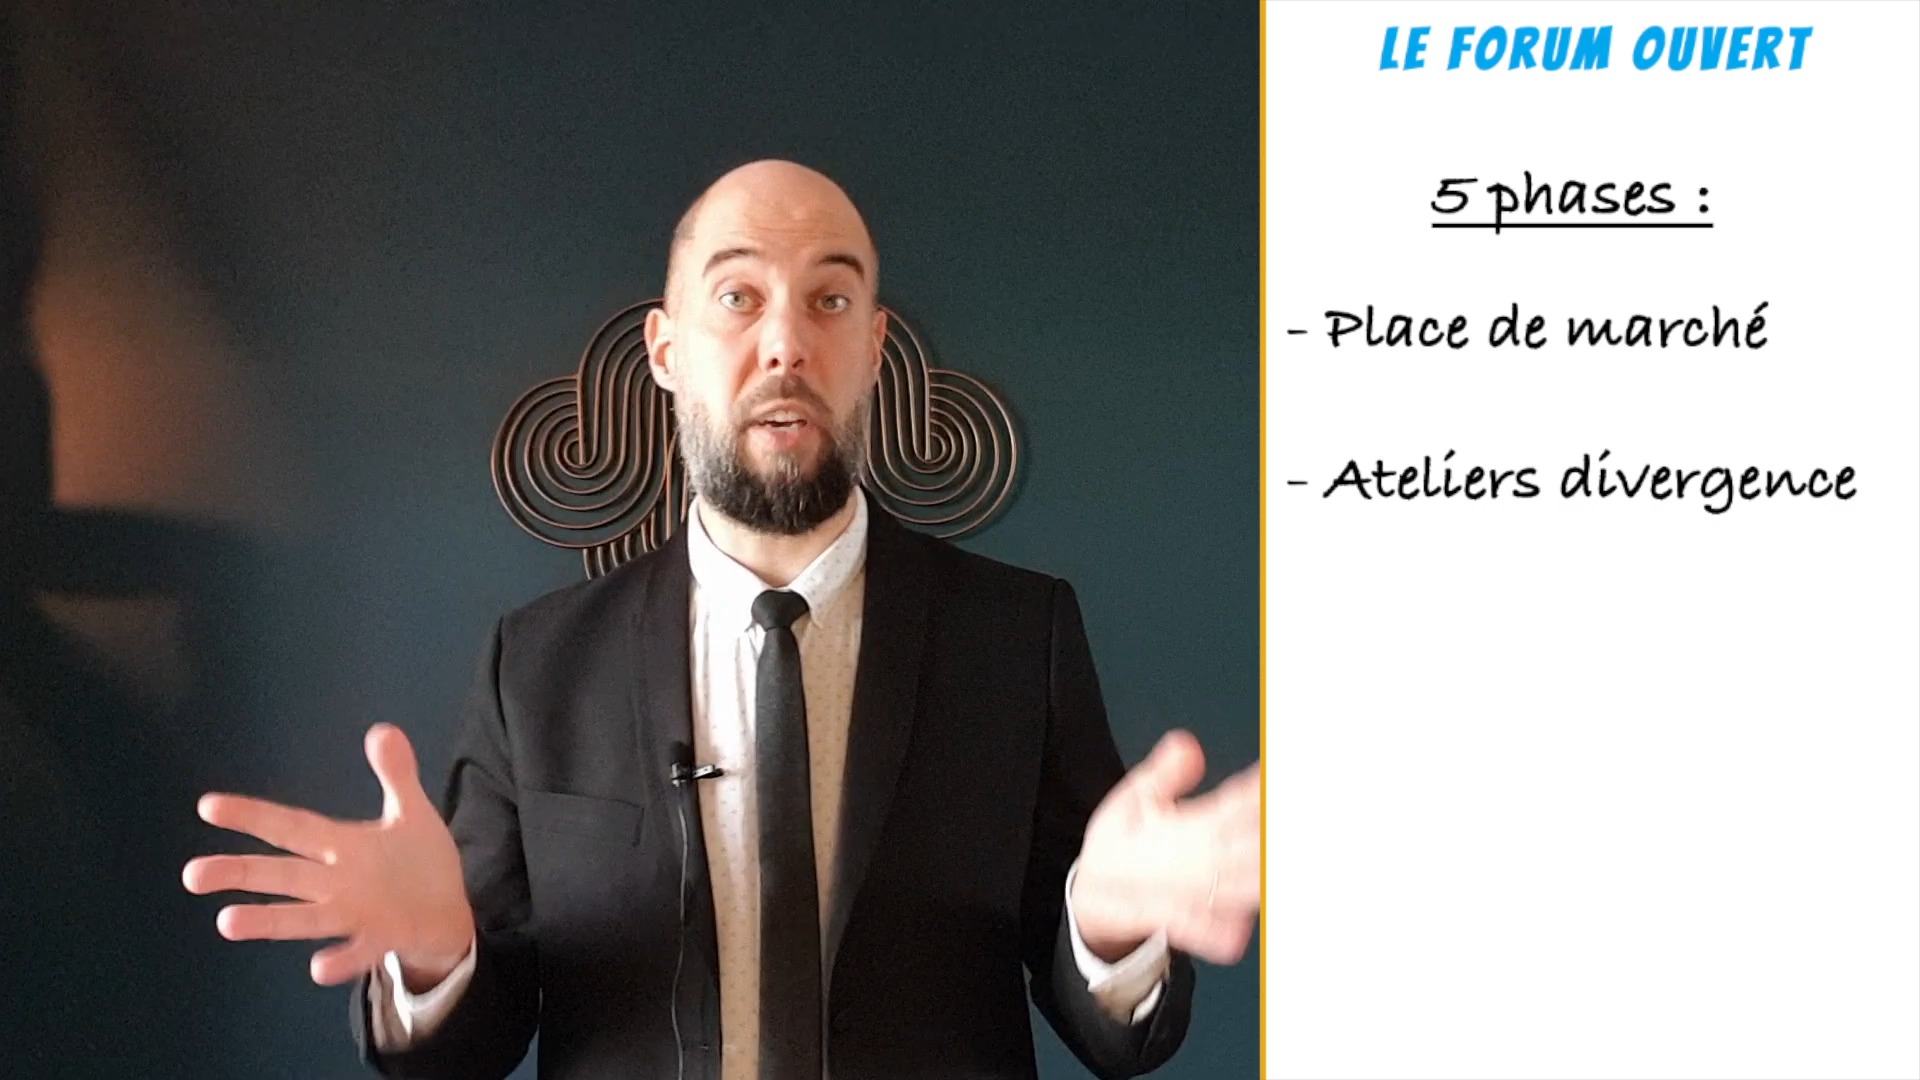 LE FORUM OUVERT
5 phases :
- Place de marché
- Ateliers divergence